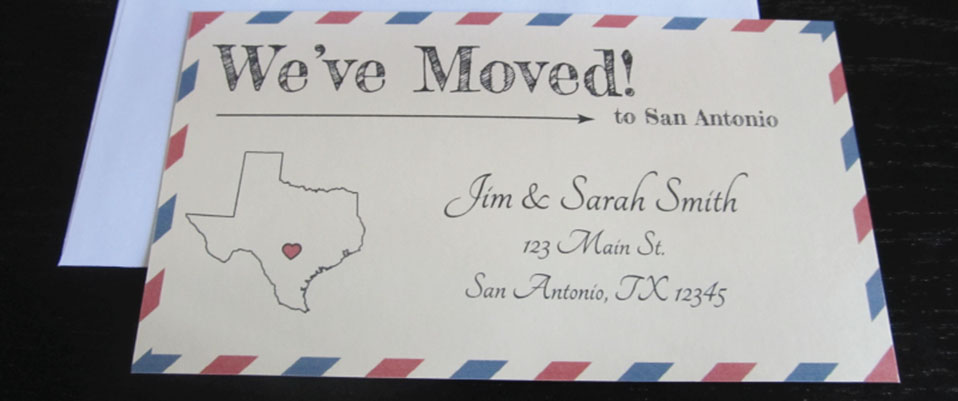 We've Moved!
to San Antonio
Jim & Sarah Smith
123 Main St.
San Antonio, TX 12345